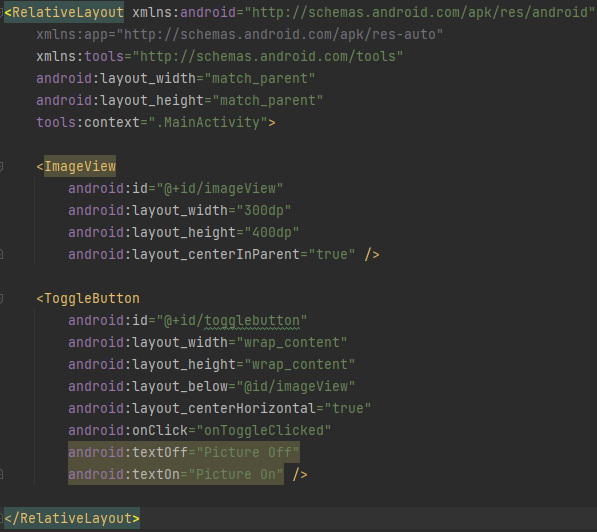 <RelativeLayout xmlns:android="http://schemas.android.com/apk/res/android"
    xmlns:app="http://schemas.android.com/apk/res-auto"
    xmlns:tools="http://schemas.android.com/tools"
    android:layout_width="match_parent"
    android:layout_height="match_parent"
    tools:context=".MainActivity">

    <ImageView
        android:id="@+id/imageView"
        android:layout_width="300dp"
        android:layout_height="400dp"
        android:layout_centerInParent="true" />

    <ToggleButton
        android:id="@+id/togglebutton"
        android:layout_width="wrap_content"
        android:layout_height="wrap_content"
        android:layout_below="@id/imageView"
        android:layout_centerHorizontal="true"
        android:onClick="onToggleClicked"
        android:textOff="Picture Off"
        android:textOn="Picture On" />

</RelativeLayout>